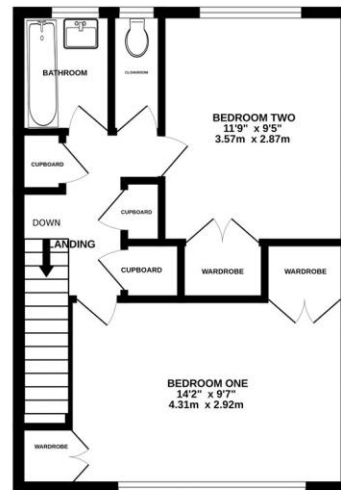 BATHROOM
CLOAKROOM
BEDROOM TWO
11'9" x 9'5"
3.57m x 2.87m
CUPBOARD
CUPBOARD
DOWN
LANDING
CUPBOARD
WARDROBE
WARDROBE
BEDROOM ONE
14'2" x 9'7"
4.31m x 2.92m
WARDROBE